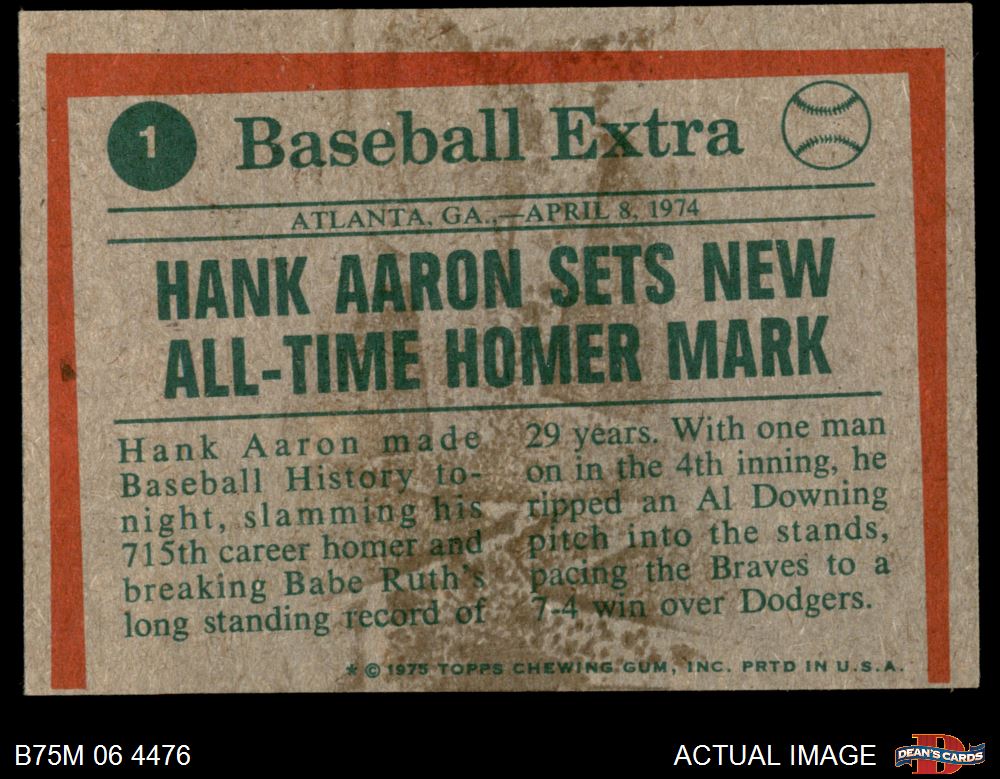 1
Baseball Extra
ATLANTA, GA.,—APRIL 8, 1974
HANK AARON SETS NEW
ALL-TIME HOMER MARK
Hank Aaron made
Baseball History to-
night, slamming his
715th career homer and
breaking Babe Ruth's
long standing record of
29 years. With one man
on in the 4th inning, he
ripped an Al Downing
pitch into the stands,
pacing the Braves to a
7-4 win over Dodgers.
* © 1975 TOPPS CHEWING GUM, INC. PRTD IN U.S.A.
B75M 06 4476
ACTUAL IMAGE
D
DEAN'S CARDS